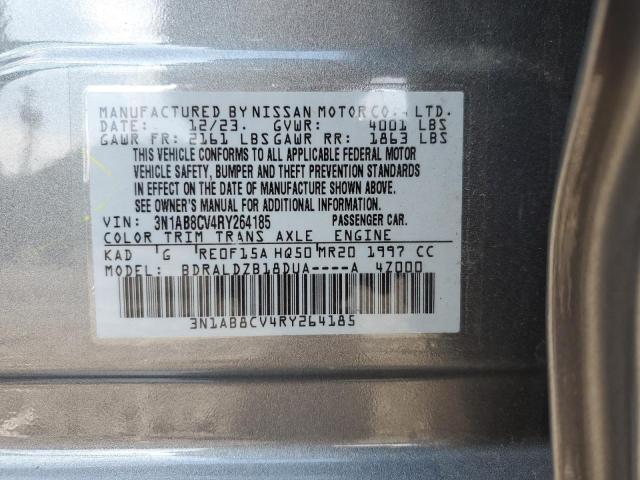 MANUFACTURED BY NISSAN MOTOR CO., LTD.
DATE: 12/23. GVWR: 4001 LBS
GAWR FR: 2161 LBS GAWR RR: 1863 LBS
THIS VEHICLE CONFORMS TO ALL APPLICABLE FEDERAL MOTOR
VEHICLE SAFETY, BUMPER AND THEFT PREVENTION STANDARDS
IN EFFECT ON THE DATE OF MANUFACTURE SHOWN ABOVE.
SEE OWNER'S MANUAL FOR ADDITIONAL INFORMATION.
VIN: 3N1AB8CV4RY264185 PASSENGER CAR.
COLOR TRIM TRANS AXLE ENGINE
KAD G RE0F15A HQ50 MR20 1997 CC
MODEL: BDRALDZB18DUA----A 4Z000
3N1AB8CV4RY264185